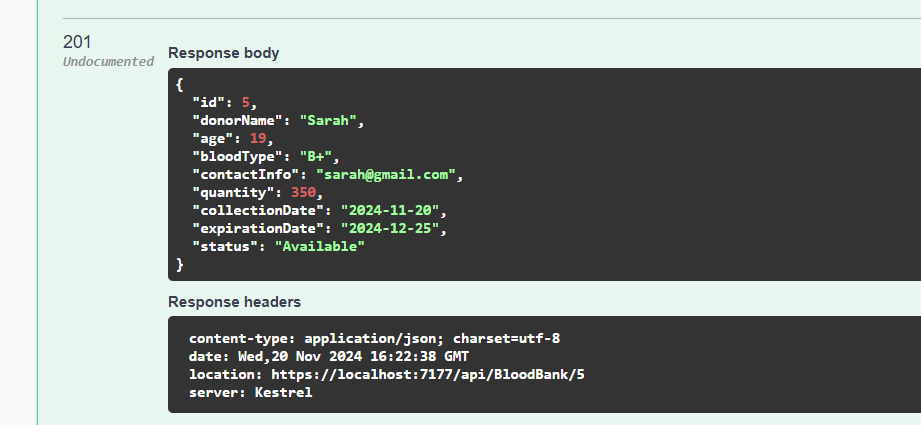 201
Undocumented
Response body
{
  "id": 5,
  "donorName": "Sarah",
  "age": 19,
  "bloodType": "B+",
  "contactInfo": "sarah@gmail.com",
  "quantity": 350,
  "collectionDate": "2024-11-20",
  "expirationDate": "2024-12-25",
  "status": "Available"
}
Response headers
content-type: application/json; charset=utf-8
date: Wed,20 Nov 2024 16:22:38 GMT
location: https://localhost:7177/api/BloodBank/5
server: Kestrel